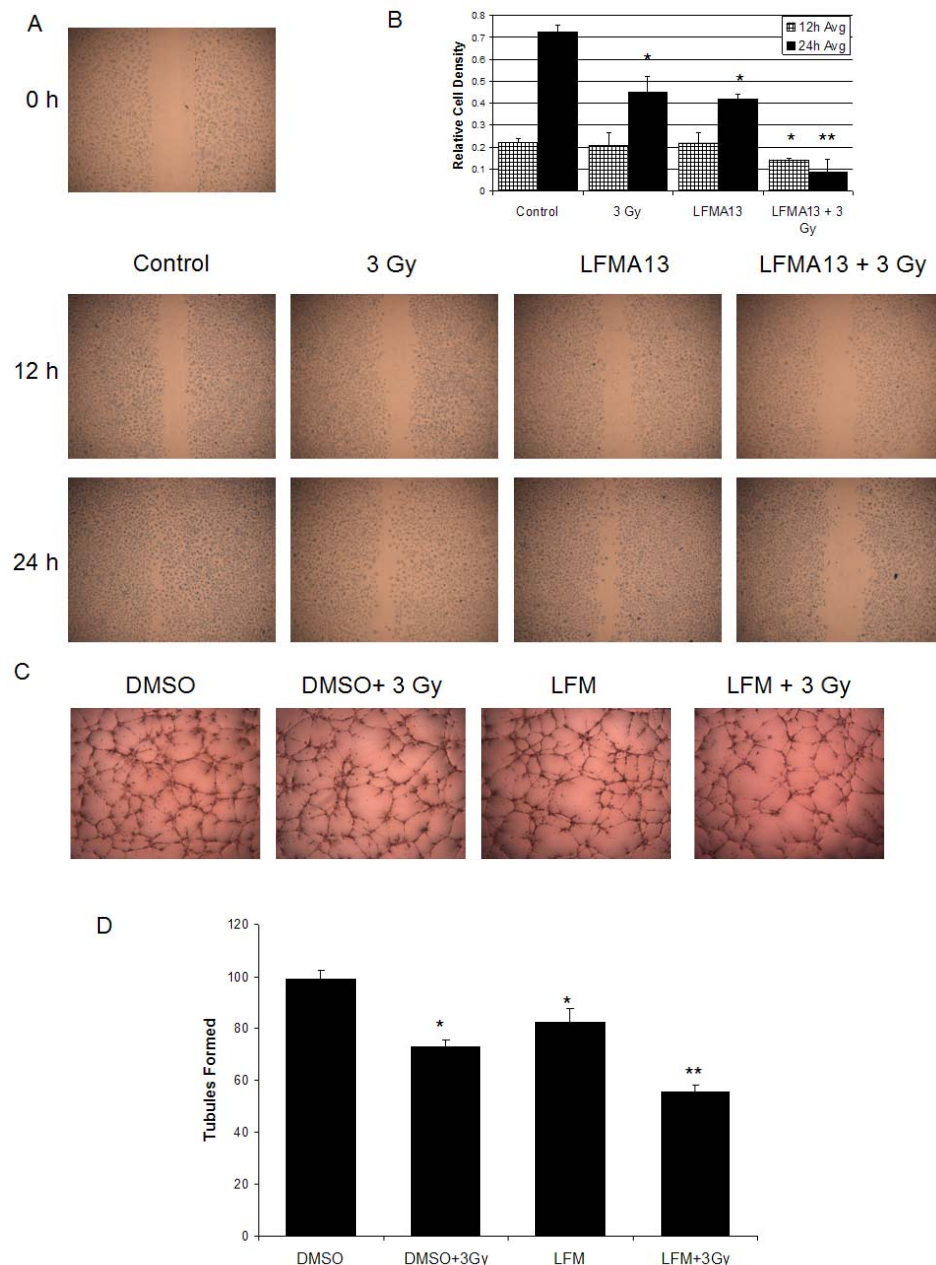 A
0 h
B
Relative Cell Density
0.8
0.7
0.6
0.5
0.4
0.3
0.2
0.1
0
12h Avg
24h Avg
*
*
* **
Control 3 Gy LFMA13 LFMA13 + 3
Gy
Control 3 Gy LFMA13 LFMA13 + 3 Gy
12 h
24 h
C
DMSO DMSO+ 3 Gy LFM LFM + 3 Gy
D
Tubules Formed
120
100
80
60
40
20
0
*
*
**
DMSO DMSO+3Gy LFM LFM+3Gy